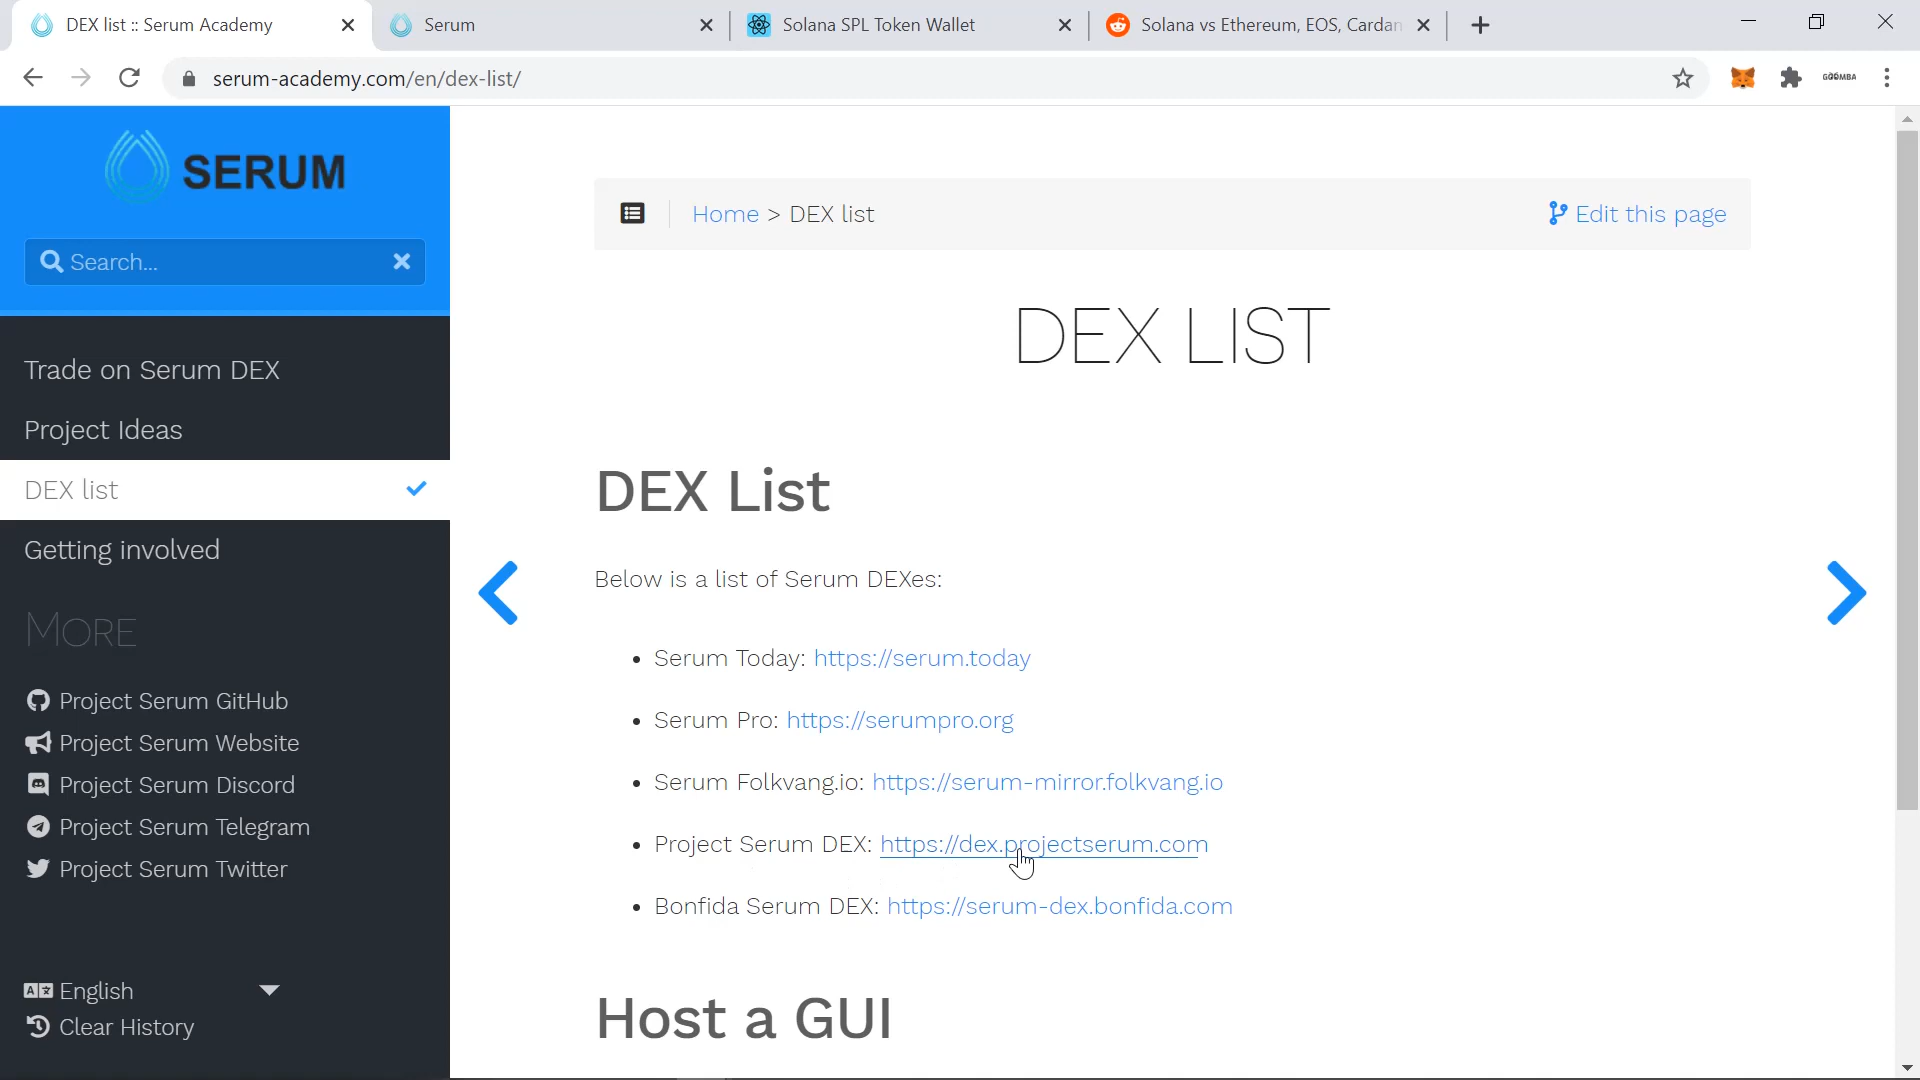 DEX list :: Serum Academy
Serum
Solana SPL Token Wallet
Solana vs Ethereum, EOS, Cardan
serum-academy.com/en/dex-list/
GOOMBA
SERUM
Search...
Trade on Serum DEX
Project Ideas
DEX list
Getting involved
MORE
Project Serum GitHub
Project Serum Website
Project Serum Discord
Project Serum Telegram
Project Serum Twitter
English
Clear History
Home > DEX list
Edit this page
DEX LIST
DEX List
Below is a list of Serum DEXes:
Serum Today: https://serum.today
Serum Pro: https://serumpro.org
Serum Folkvang.io: https://serum-mirror.folkvang.io
Project Serum DEX: https://dex.projectserum.com
Bonfida Serum DEX: https://serum-dex.bonfida.com
Host a GUI